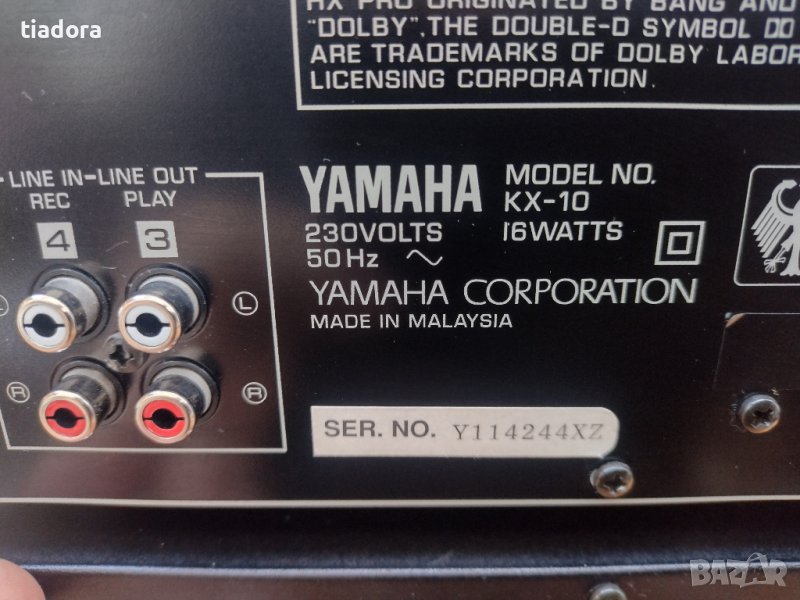 tiadora
HX PRO ORIGINATED BY BANG AND
"DOLBY", THE DOUBLE-D SYMBOL
ARE TRADEMARKS OF DOLBY LABOR
LICENSING CORPORATION.
LINE IN-LINE OUT
REC PLAY
4 3
L
R R
YAMAHA MODEL NO.
KX-10
230VOLTS 16WATTS
50Hz ~
YAMAHA CORPORATION
MADE IN MALAYSIA
SER. NO. Y114244XZ
BAZAR